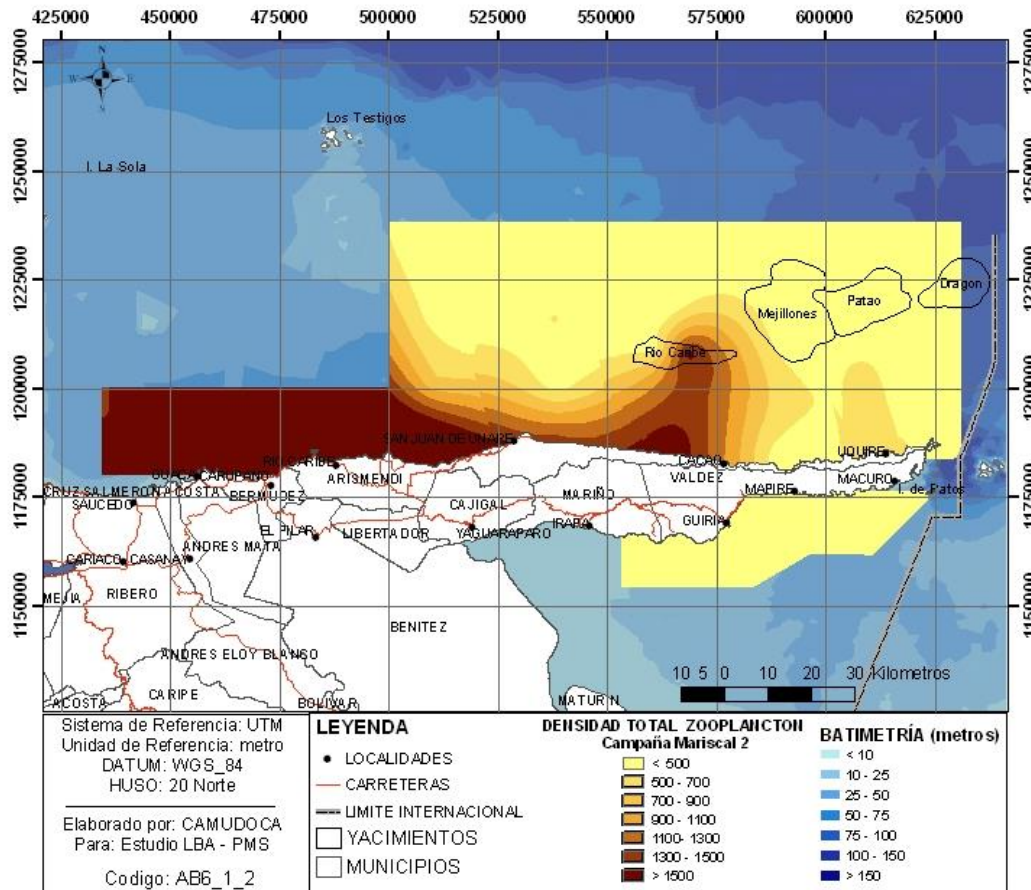 425000 450000 475000 500000 525000 550000 575000 600000 625000
1275000 1275000
N
W E
S
Los Testigos
I. La Sola
1250000 1250000
1225000 1225000
Dragon
Patao
Mejillones
Rio Caribe
1200000 1200000
SAN JUAN DE UNARE
RIO CARIBE
CACAO
UQUIRE
GUACA CARUPANO
ARISMENDI
VALDEZ
MACURO
CRUZ SALMERON ACOSTA
BERMUDEZ
MARIÑO
MAPIRE
I. de Patos
1175000 1175000
SAUCEDO
CAJIGAL
EL PILAR
LIBERTADOR
YAGUARAPARO
IRAPA
GUIRIA
ANDRES MATA
CARIACO
CASANAY
MEJIA
RIBERO
1150000 1150000
BENITEZ
ANDRES ELOY BLANCO
CARIPE
ACOSTA
BOLIVAR
MATURIN
10 5 0 10 20 30 Kilometros
Sistema de Referencia: UTM
Unidad de Referencia: metro
DATUM: WGS_84
HUSO: 20 Norte
Elaborado por: CAMUDOCA
Para: Estudio LBA - PMS
Codigo: AB6_1_2
LEYENDA
LOCALIDADES
CARRETERAS
LIMITE INTERNACIONAL
YACIMIENTOS
MUNICIPIOS
DENSIDAD TOTAL ZOOPLANCTON
Campaña Mariscal 2
< 500
500 - 700
700 - 900
900 - 1100
1100- 1300
1300 - 1500
> 1500
BATIMETRÍA (metros)
< 10
10 - 25
25 - 50
50 - 75
75 - 100
100 - 150
> 150